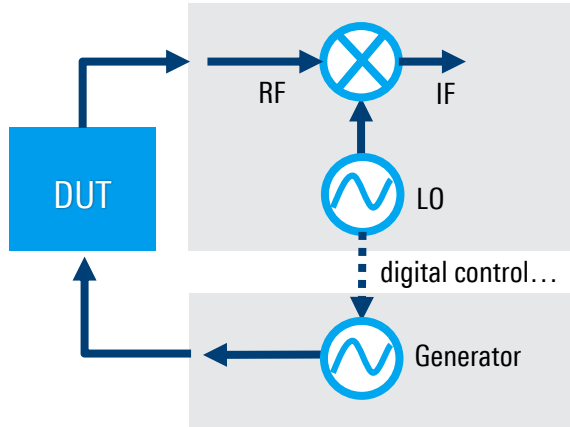 RF
IF
DUT
LO
digital control…
Generator